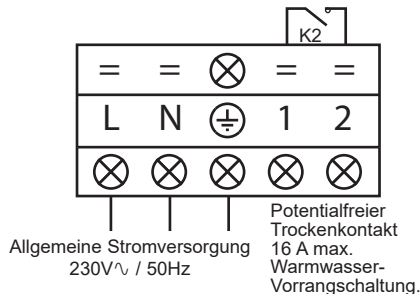 K2
= = = =
L N 1 2
Allgemeine Stromversorgung
230V∿ / 50Hz
Potentialfreier
Trockenkontakt
16 A max.
Warmwasser-
Vorrangschaltung.